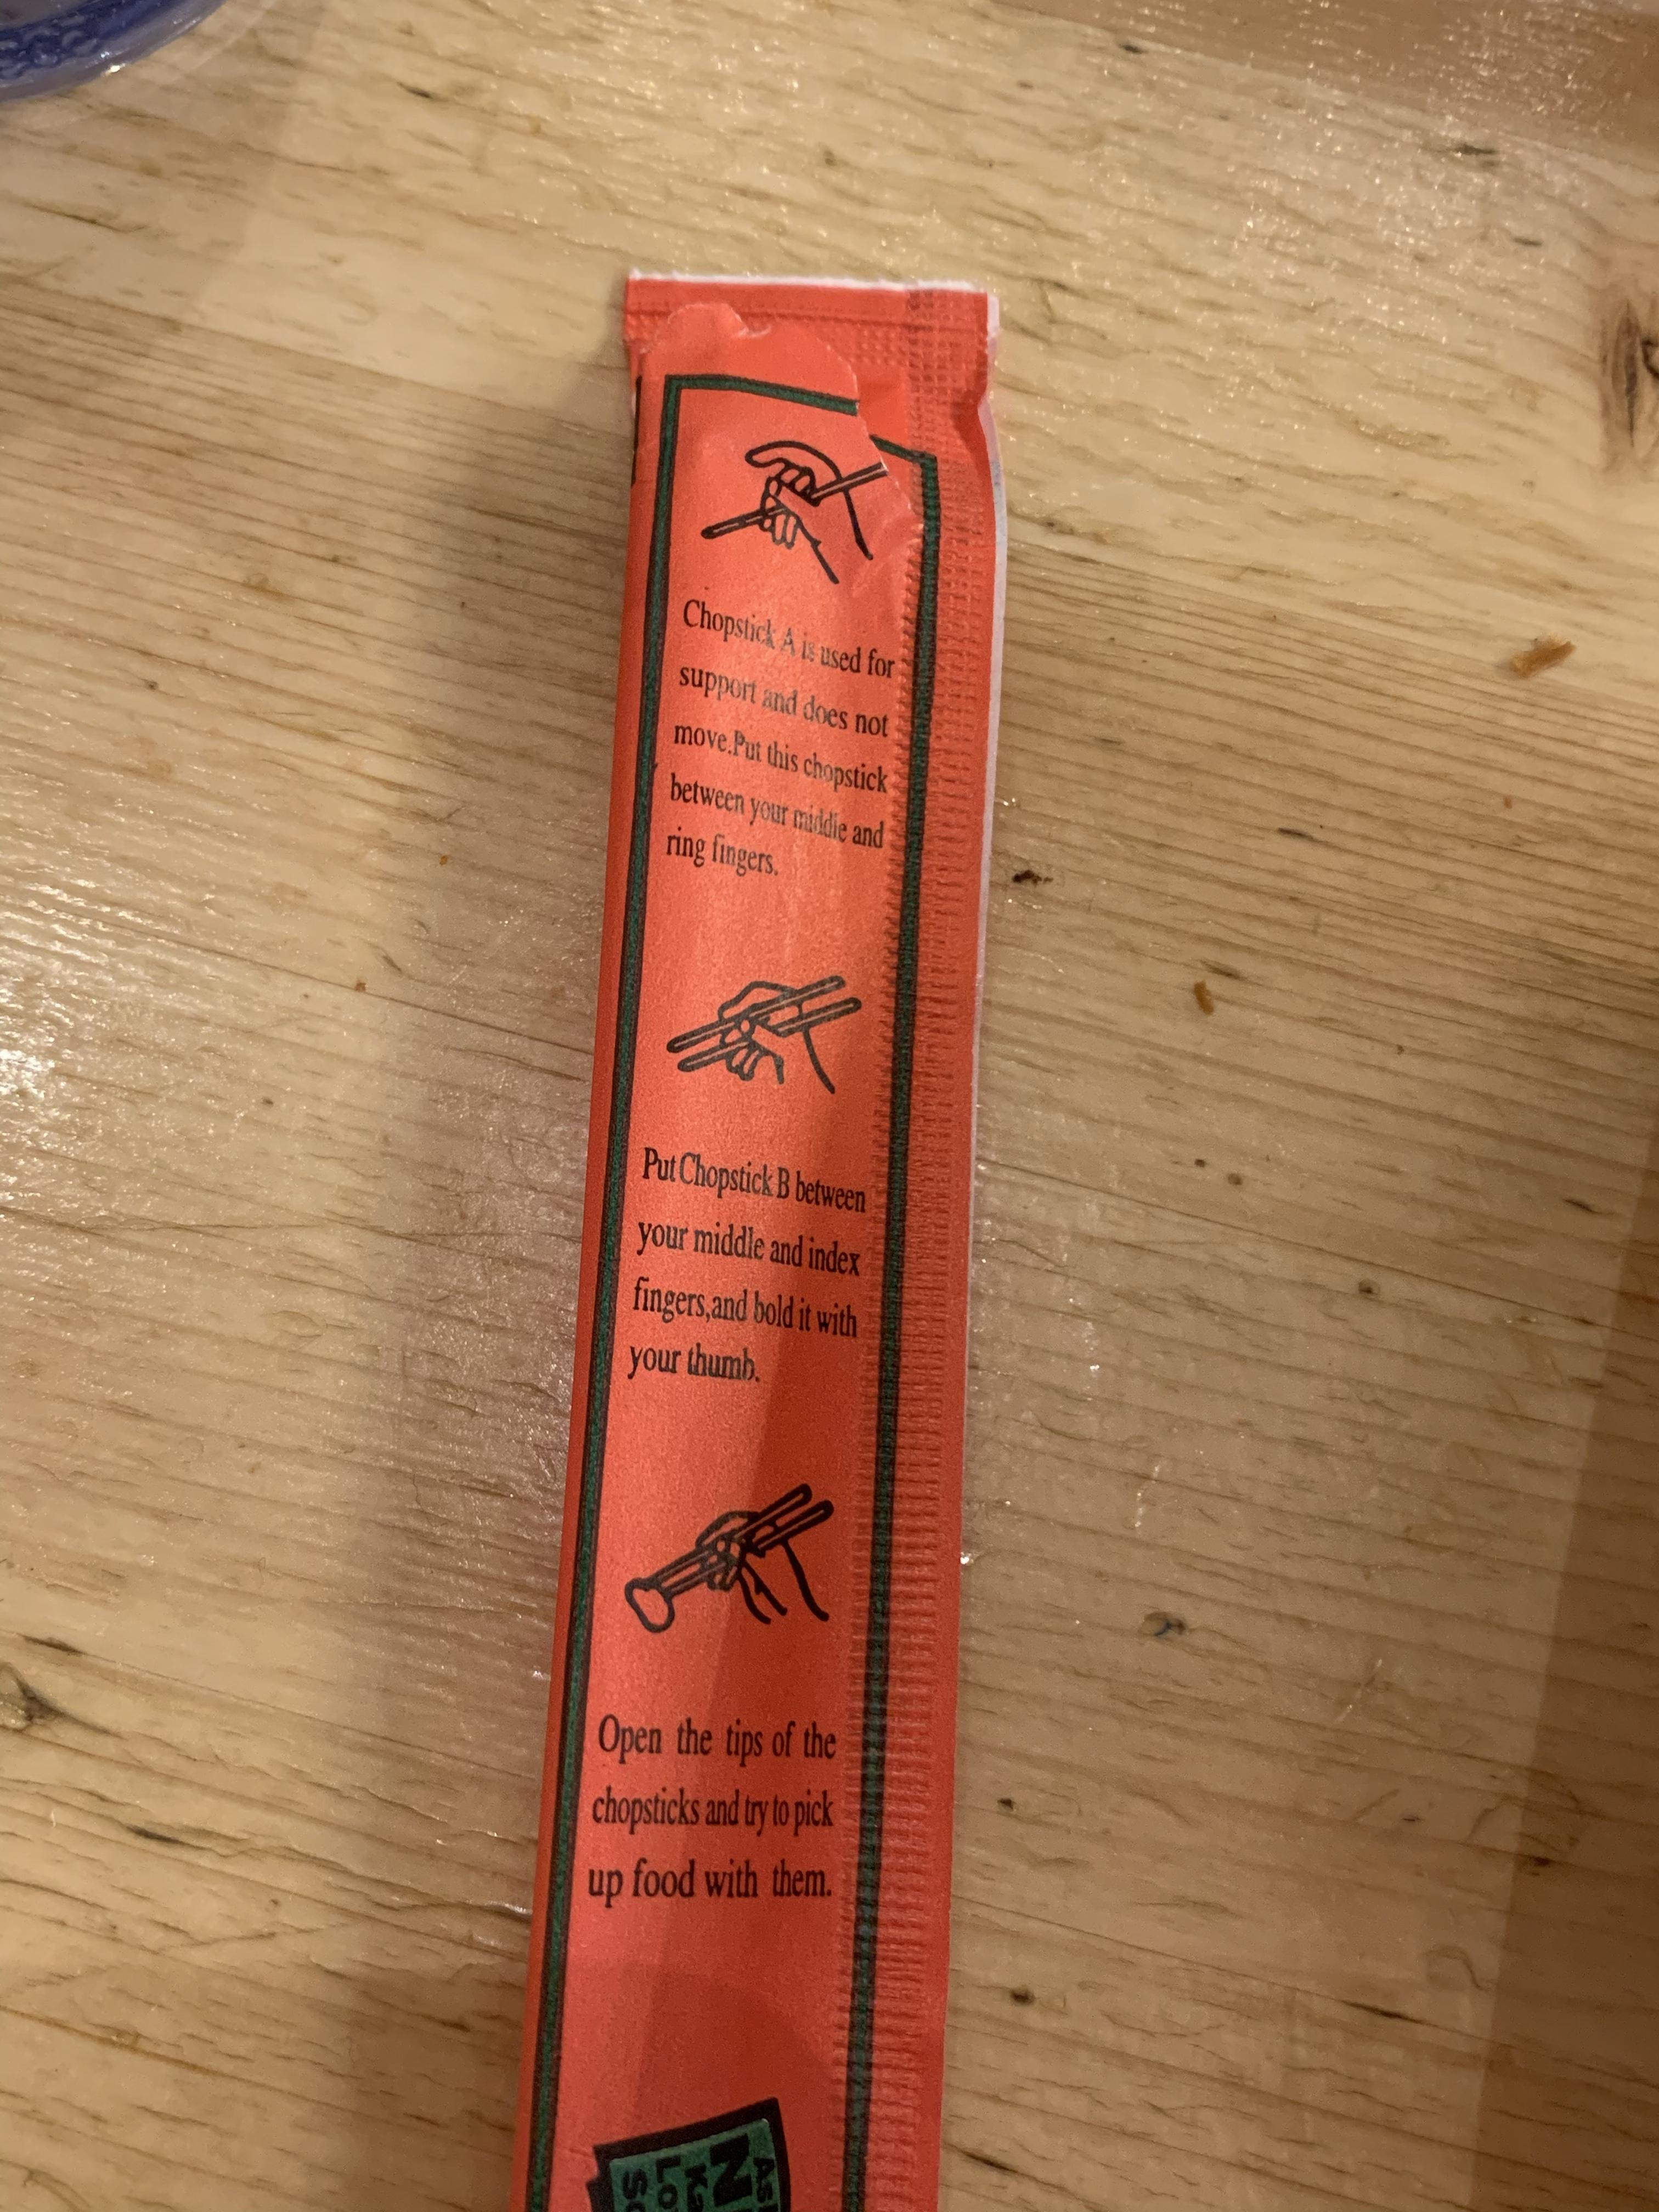 Chopstick A is used for
support and does not
move.Put this chopstick
between your middle and
ring fingers.
Put Chopstick B between
your middle and index
fingers,and bold it with
your thumb.
Open the tips of the
chopsticks and try to pick
up food with them.